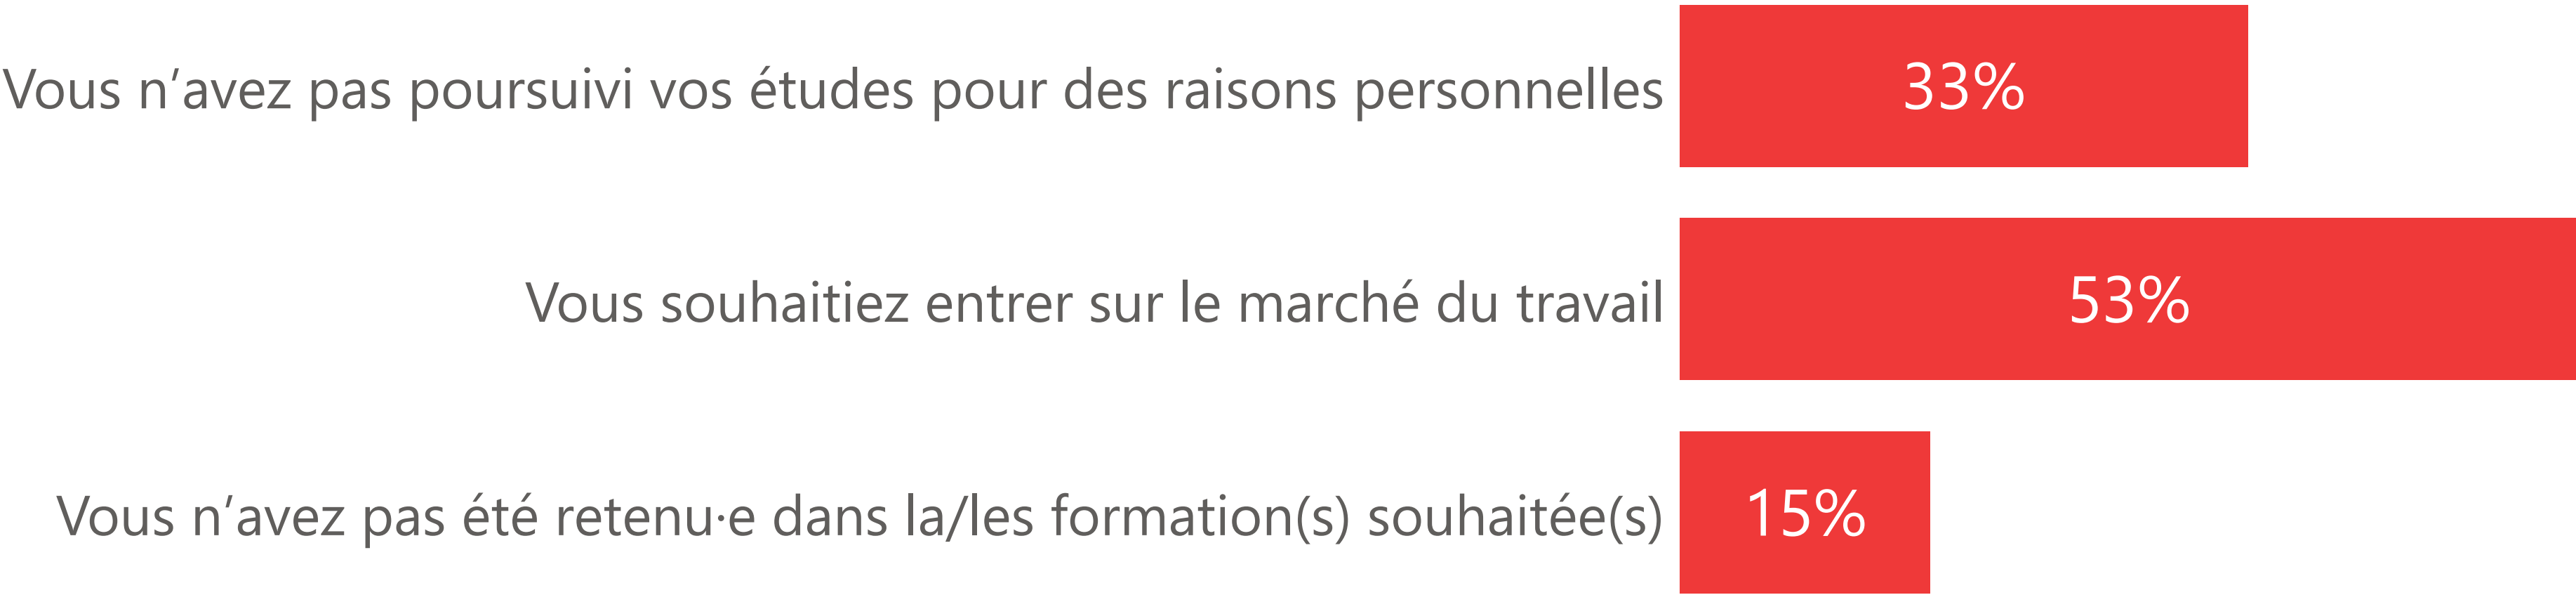 Vous n’avez pas poursuivi vos études pour des raisons personnelles 33%
Vous souhaitiez entrer sur le marché du travail 53%
Vous n’avez pas été retenu·e dans la/les formation(s) souhaitée(s) 15%